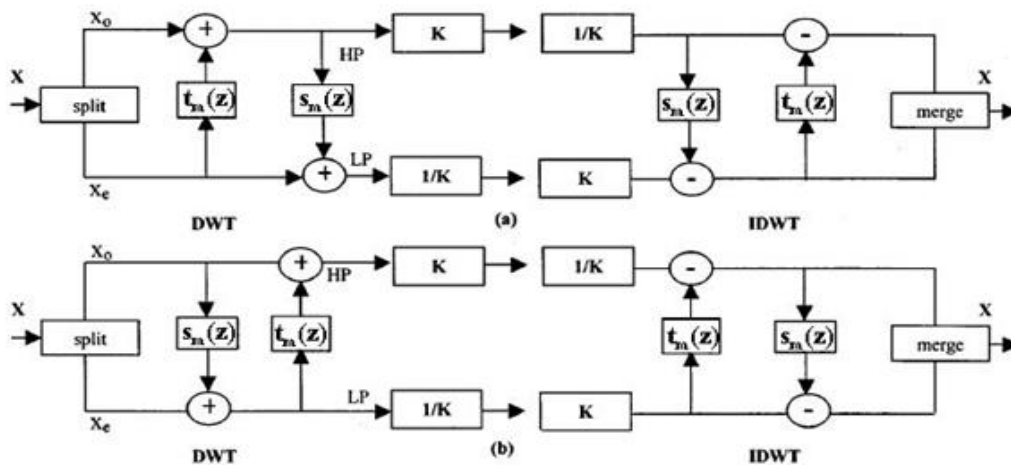 Xₒ + K 1/K -
HP
X X
split tₘ(z) sₘ(z) sₘ(z) tₘ(z) merge
+ LP 1/K K -
Xₑ
DWT (a) IDWT
Xₒ + K 1/K -
HP
X X
split sₘ(z) tₘ(z) tₘ(z) sₘ(z) merge
+ LP 1/K K -
Xₑ
DWT (b) IDWT